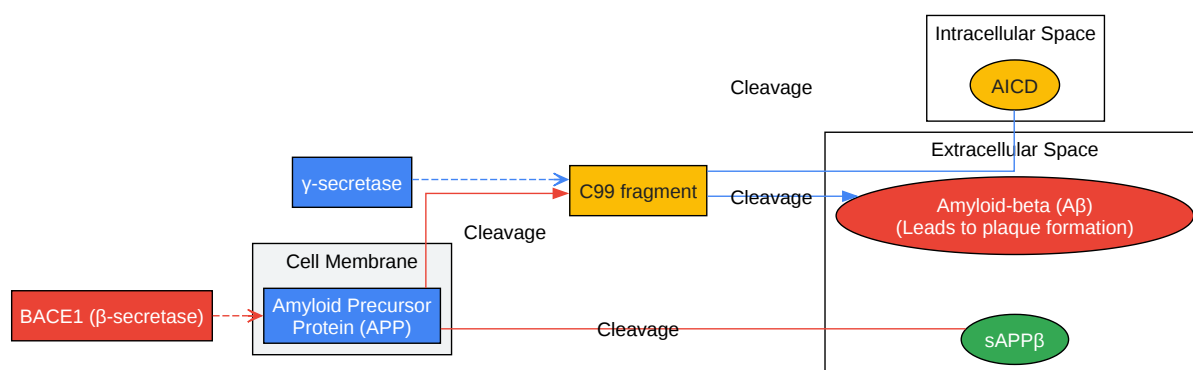 Intracellular Space
Cleavage
AICD
Extracellular Space
γ-secretase
C99 fragment
Cleavage
Amyloid-beta (Aβ)
(Leads to plaque formation)
Cleavage
Cell Membrane
BACE1 (β-secretase)
Amyloid Precursor
Protein (APP)
Cleavage
sAPPβ